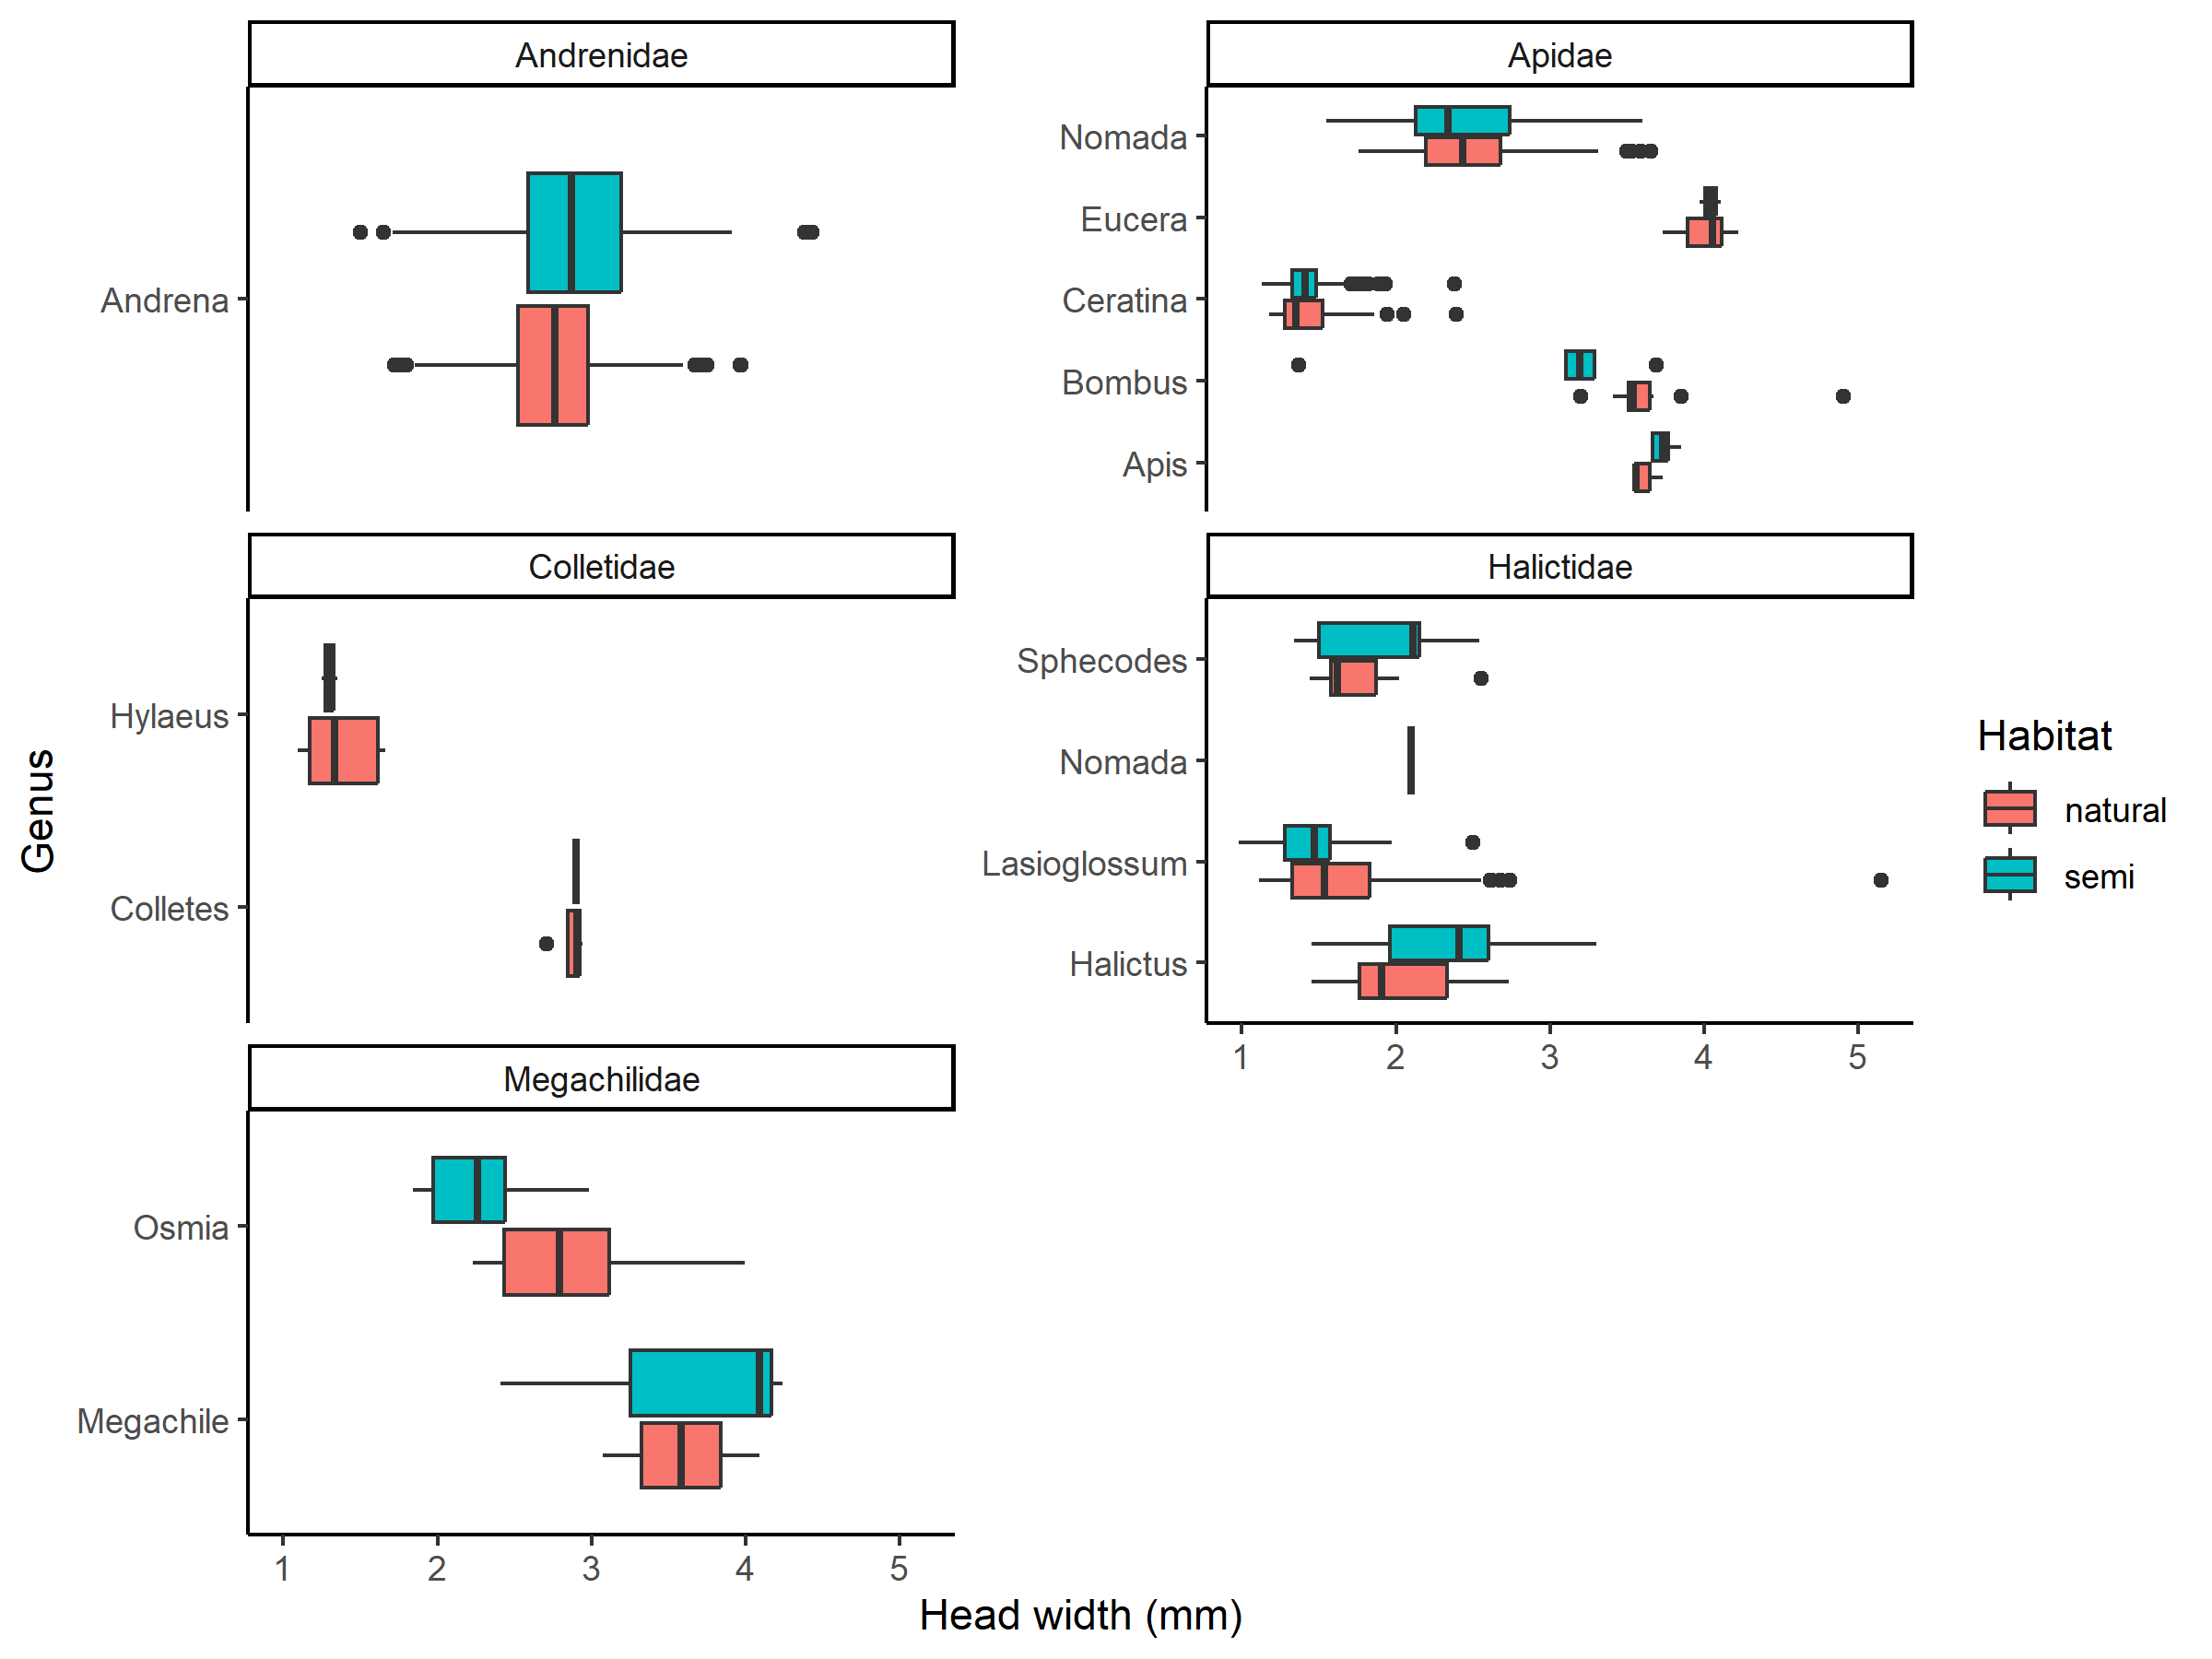 Andrenidae
Andrena
Apidae
Nomada
Eucera
Ceratina
Bombus
Apis
Colletidae
Hylaeus
Colletes
Halictidae
Sphecodes
Nomada
Lasioglossum
Halictus
1 2 3 4 5
Megachilidae
Osmia
Megachile
1 2 3 4 5
Head width (mm)
Genus
Habitat
natural
semi